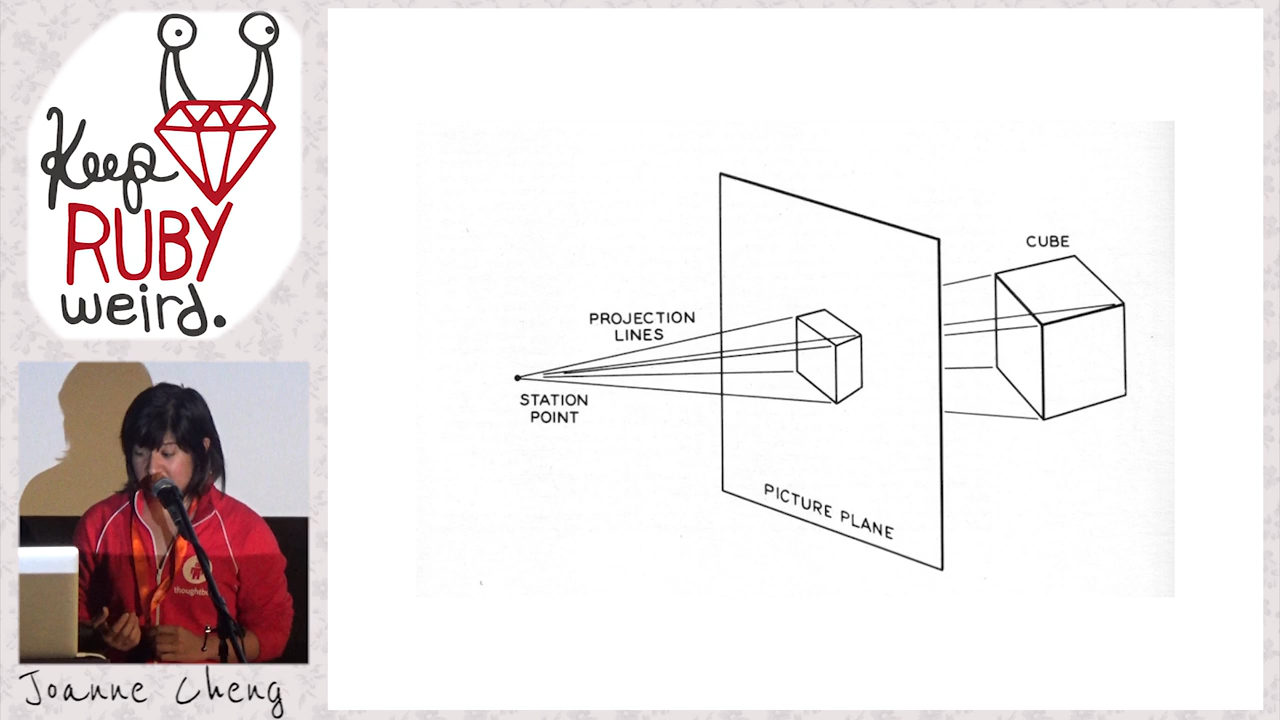 Keep
RUBY
weird.
Joanne Cheng
PROJECTION
LINES
STATION
POINT
PICTURE PLANE
CUBE